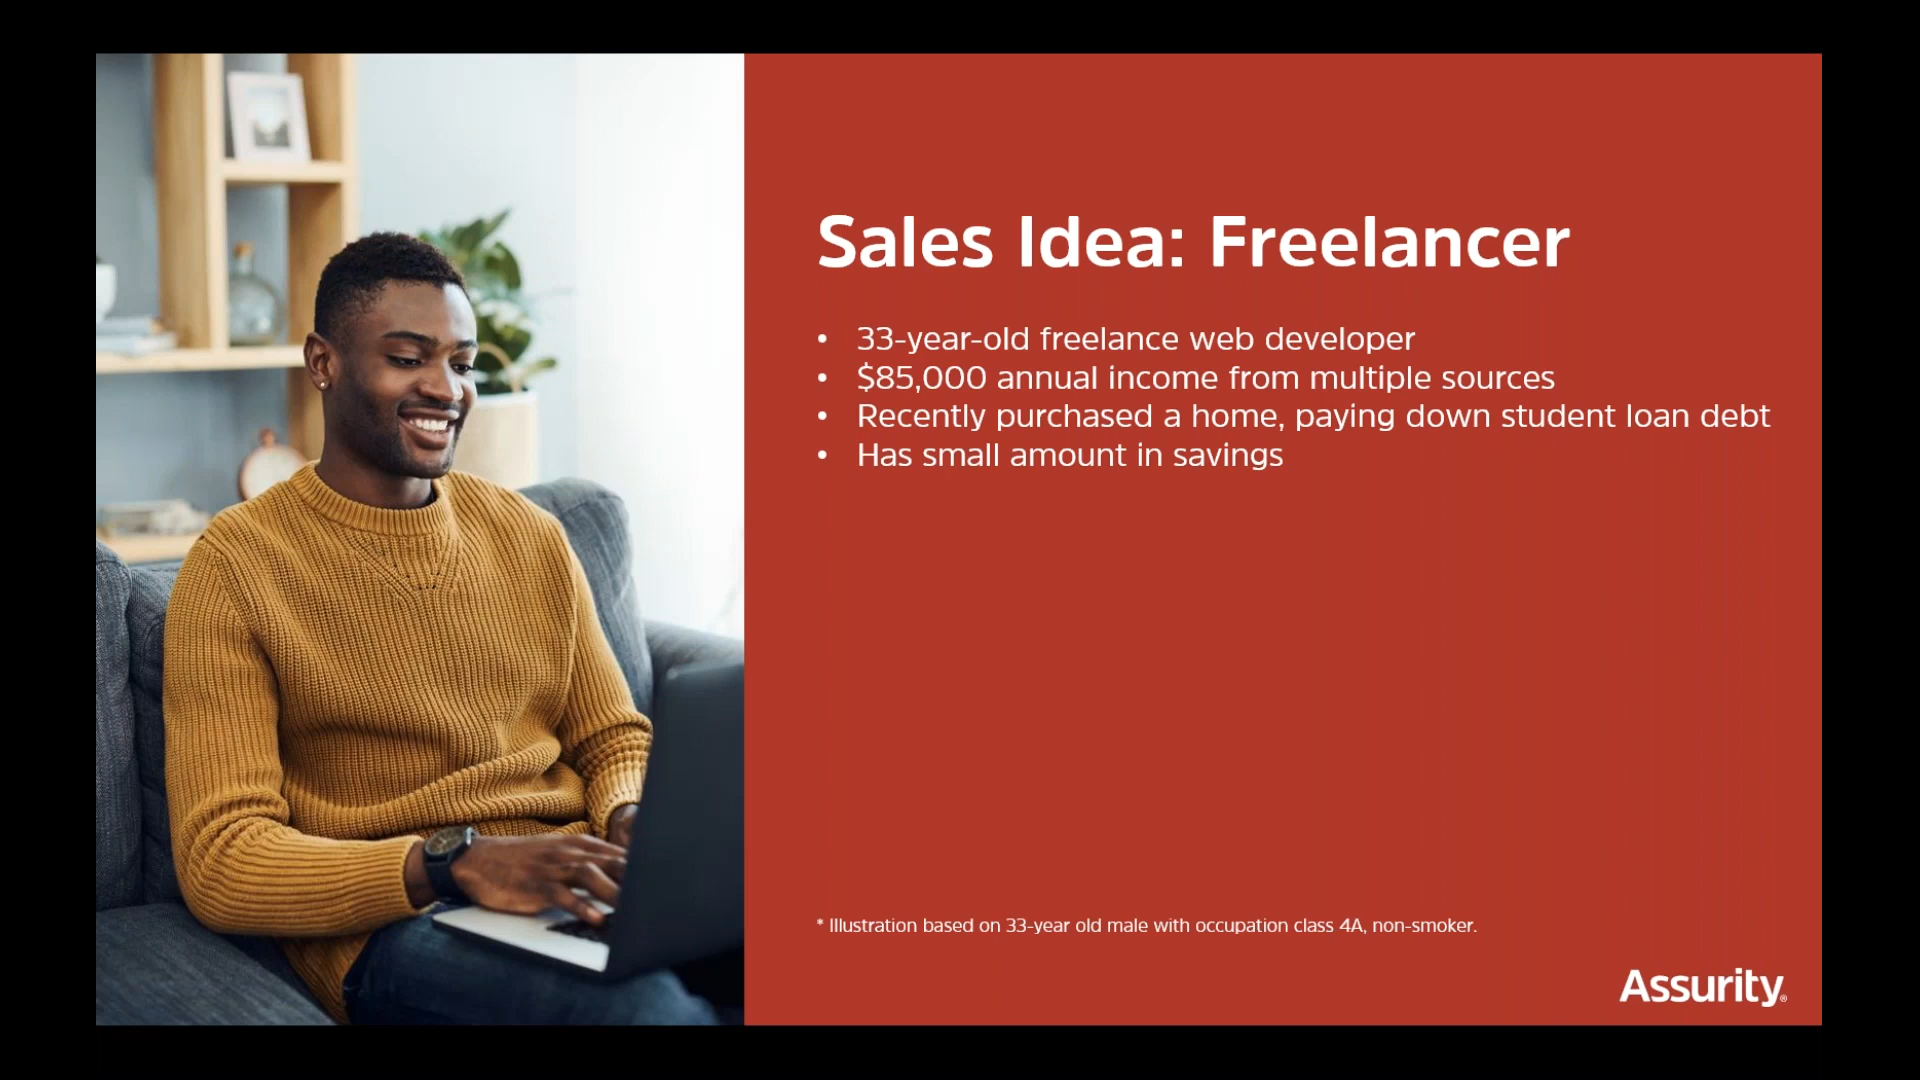 Sales Idea: Freelancer
• 33-year-old freelance web developer
• $85,000 annual income from multiple sources
• Recently purchased a home, paying down student loan debt
• Has small amount in savings
* Illustration based on 33-year old male with occupation class 4A, non-smoker.
Assurity®